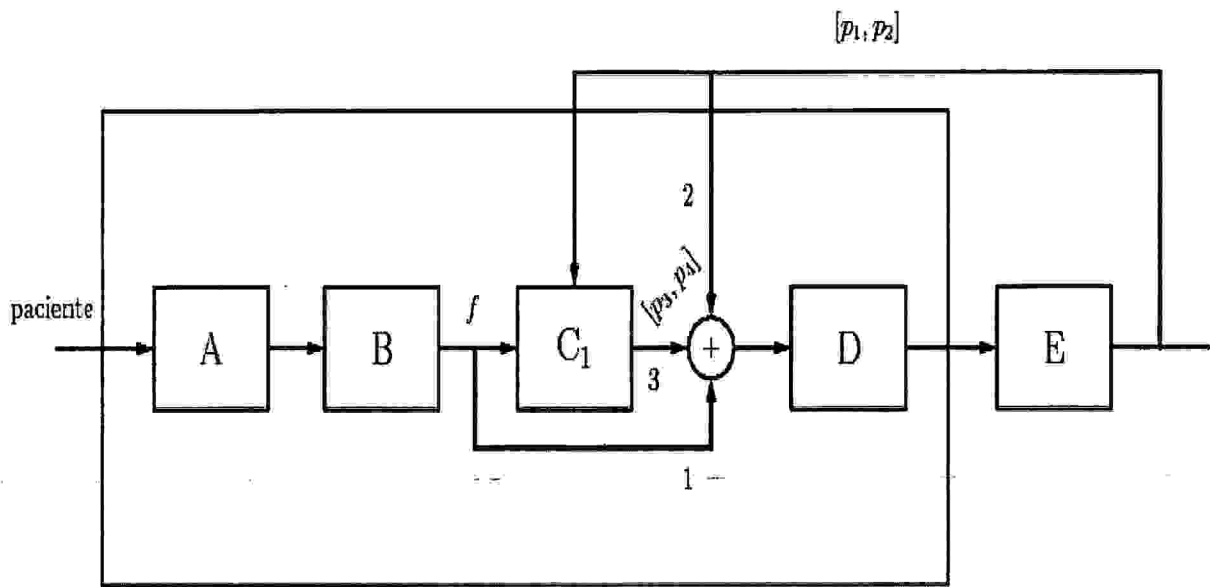 [p₁, p₂]
2
[p₃, p₄]
paciente
f
A
B
C₁
+
D
E
3
1